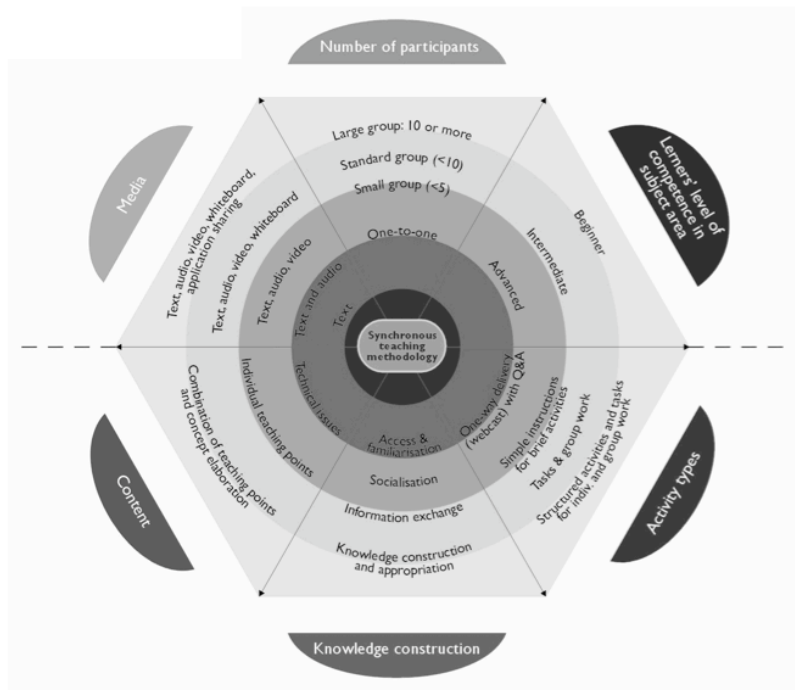 Number of participants
Large group: 10 or more
Standard group (<10)
Small group (<5)
One-to-one
Media
Text, audio, video, whiteboard,
application sharing
Text, audio, video, whiteboard
Text, audio, video
Text and audio
Text
Lerners' level of
competence in
subject area
Beginner
Intermediate
Advanced
Synchronous
teaching
methodology
Content
Technical issues
Individual teaching points
Combination of teaching points
and concept elaboration
Access &
familiarisation
Socialisation
Information exchange
Knowledge construction
and appropriation
One-way delivery
(webcast) with Q&A
Simple instructions
for brief activities
Tasks & group work
Structured activities and tasks
for indiv. and group work
Activity types
Knowledge construction